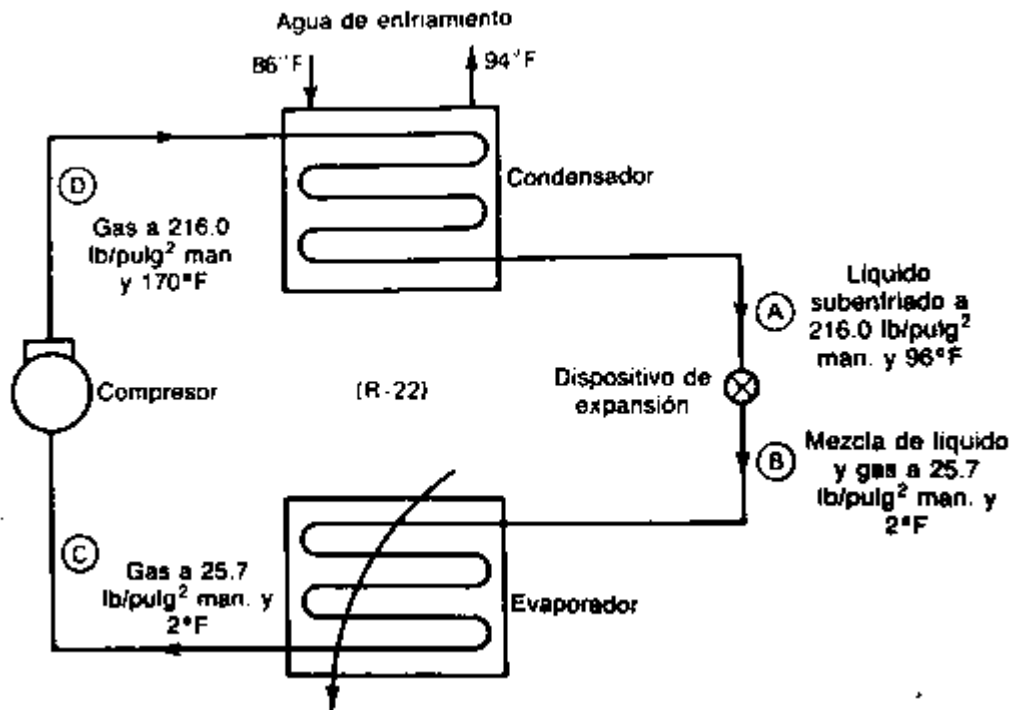 Agua de enfriamiento
86°F
94°F
D
Condensador
Gas a 216.0
lb/pulg² man
y 170°F
A
Líquido
subenfriado a
216.0 lb/pulg²
man. y 96°F
Compresor
(R-22)
Dispositivo de
expansión
B
Mezcla de líquido
y gas a 25.7
lb/pulg² man. y
2°F
C
Gas a 25.7
lb/pulg² man. y
2°F
Evaporador